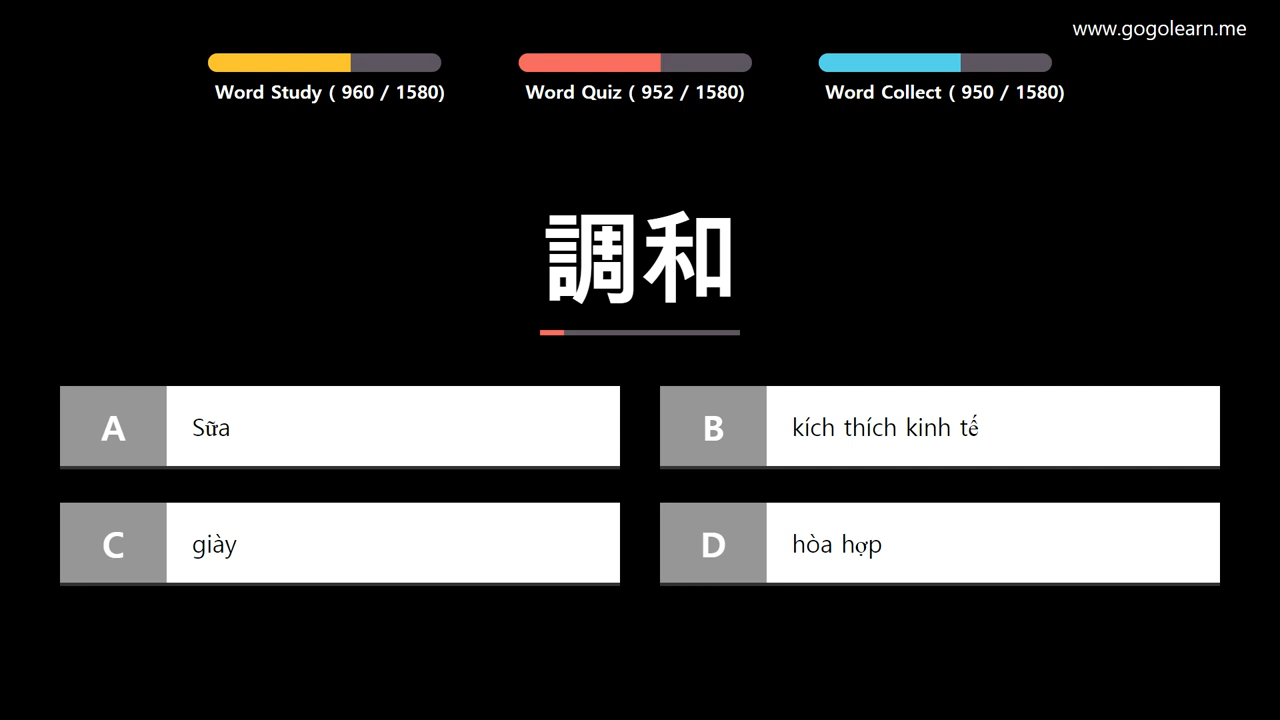 www.gogolearn.me
Word Study ( 960 / 1580)
Word Quiz ( 952 / 1580)
Word Collect ( 950 / 1580)
調和
A
Sữa
B
kích thích kinh tế
C
giày
D
hòa hợp